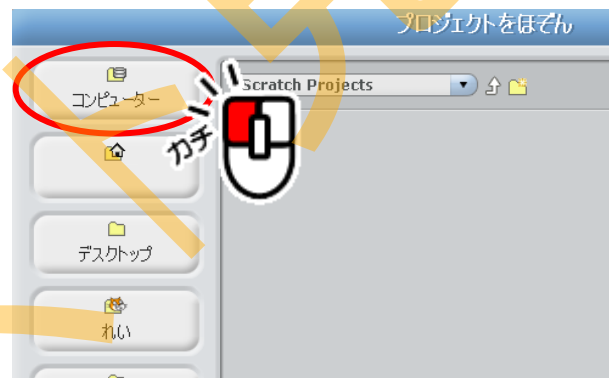 プロジェクトをほぞん
コンピューター
Scratch Projects
カチ
デスクトップ
れい